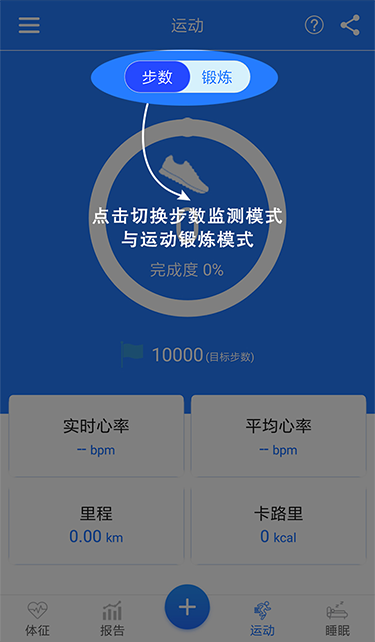 运动
步数 锻炼
点击切换步数监测模式
与运动锻炼模式
0
完成度 0%
10000(目标步数)
实时心率 平均心率
-- bpm -- bpm
里程 卡路里
0.00 km 0 kcal
体征 报告 运动 睡眠